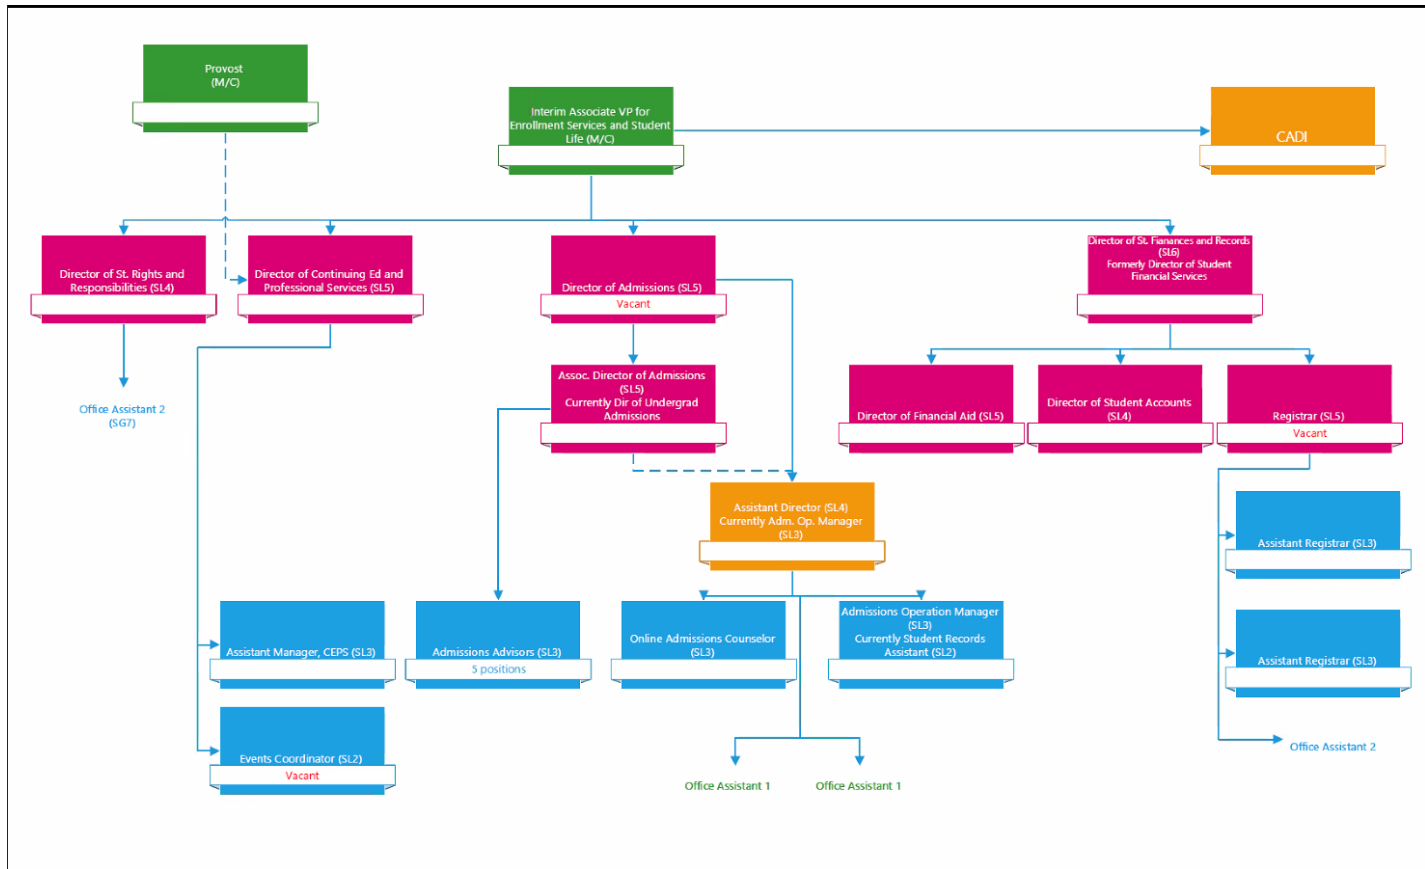 Provost
(M/C)
Interim Associate VP for
Enrollment Services and Student
Life (M/C)
CADI
Director of St. Rights and
Responsibilities (SL4)
Director of Continuing Ed and
Professional Services (SL5)
Director of Admissions (SL5)
Vacant
Director of St. Fianances and Records
(SL6)
Formerly Director of Student
Financial Services
Office Assistant 2
(SG7)
Assoc. Director of Admissions
(SL5)
Currently Dir of Undergrad
Admissions
Director of Financial Aid (SL5)
Director of Student Accounts
(SL4)
Registrar (SL5)
Vacant
Assistant Director (SL4)
Currently Adm. Op. Manager
(SL3)
Assistant Registrar (SL3)
Assistant Manager, CEPS (SL3)
Admissions Advisors (SL3)
5 positions
Online Admissions Counselor
(SL3)
Admissions Operation Manager
(SL3)
Currently Student Records
Assistant (SL2)
Assistant Registrar (SL3)
Events Coordinator (SL2)
Vacant
Office Assistant 2
Office Assistant 1
Office Assistant 1